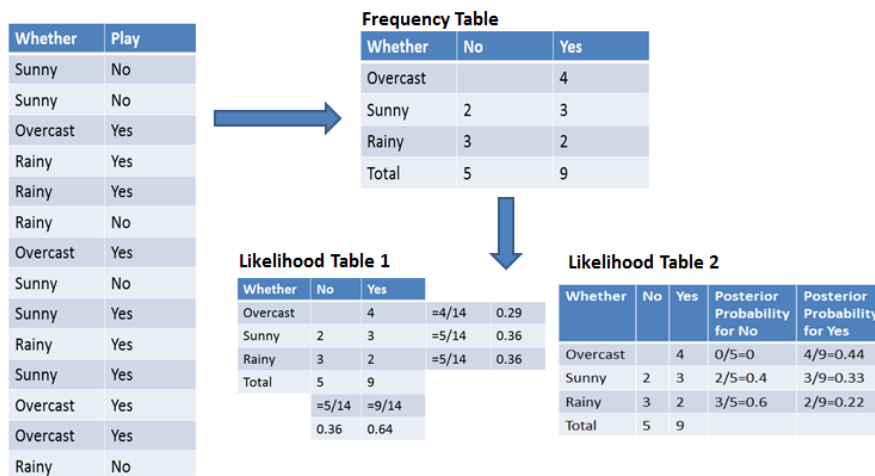 Whether Play
Sunny No
Sunny No
Overcast Yes
Rainy Yes
Rainy Yes
Rainy No
Overcast Yes
Sunny No
Sunny Yes
Rainy Yes
Sunny Yes
Overcast Yes
Overcast Yes
Rainy No
Frequency Table
Whether No Yes
Overcast 4
Sunny 2 3
Rainy 3 2
Total 5 9
Likelihood Table 1
Whether No Yes
Overcast 4 =4/14 0.29
Sunny 2 3 =5/14 0.36
Rainy 3 2 =5/14 0.36
Total 5 9
=5/14 =9/14
0.36 0.64
Likelihood Table 2
Whether No Yes Posterior Posterior
Probability Probability
for No for Yes
Overcast 4 0/5=0 4/9=0.44
Sunny 2 3 2/5=0.4 3/9=0.33
Rainy 3 2 3/5=0.6 2/9=0.22
Total 5 9